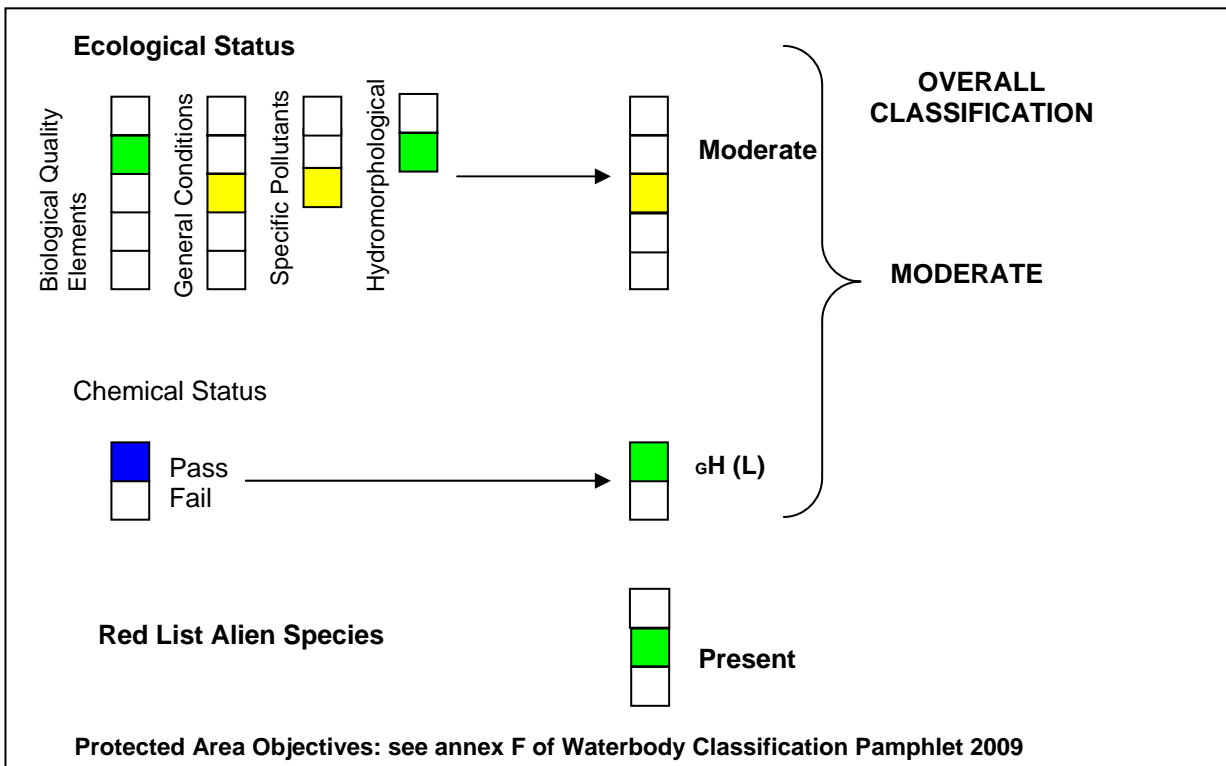 Ecological Status
Biological Quality
Elements
General Conditions
Specific Pollutants
Hydromorphological
Moderate
OVERALL
CLASSIFICATION
MODERATE
Chemical Status
Pass
Fail
GH (L)
Red List Alien Species
Present
Protected Area Objectives: see annex F of Waterbody Classification Pamphlet 2009